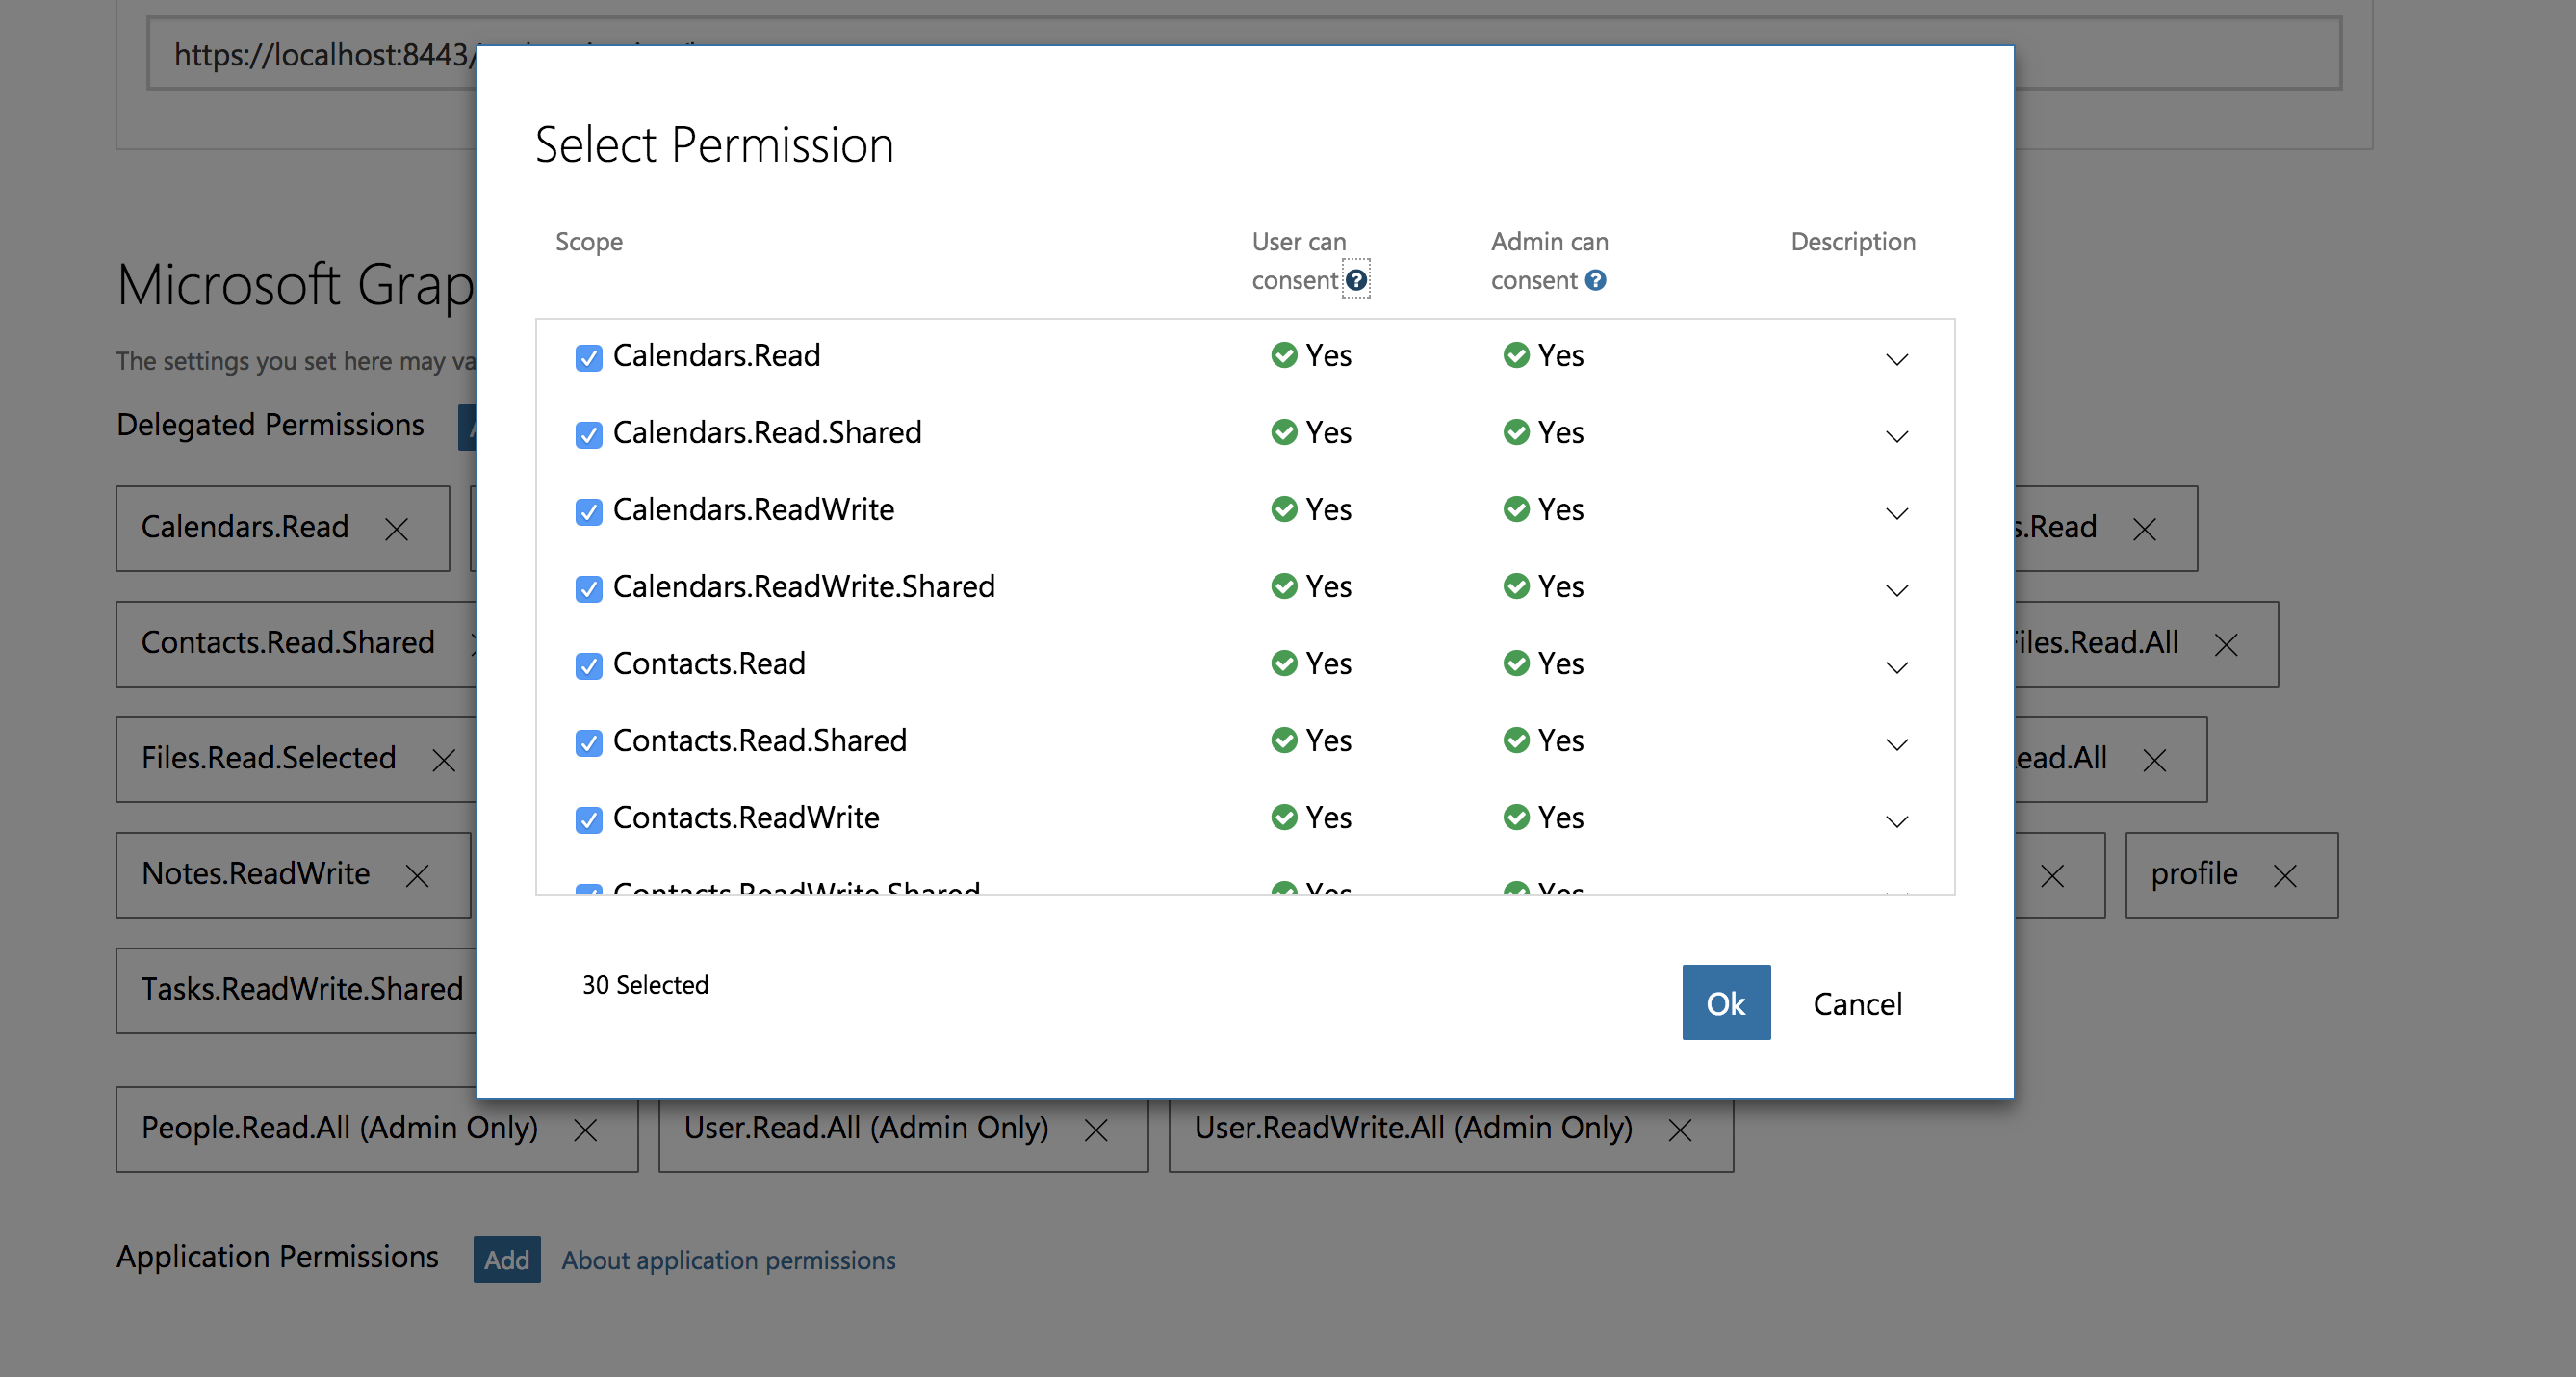 https://localhost:8443/
Select Permission
Scope
User can consent
Admin can consent
Description
Calendars.Read Yes Yes
Calendars.Read.Shared Yes Yes
Calendars.ReadWrite Yes Yes
Calendars.ReadWrite.Shared Yes Yes
Contacts.Read Yes Yes
Contacts.Read.Shared Yes Yes
Contacts.ReadWrite Yes Yes
Contacts.ReadWrite.Shared Yes Yes
30 Selected
Ok Cancel
Microsoft Grap
The settings you set here may va
Delegated Permissions
Calendars.Read s.Read
Contacts.Read.Shared iles.Read.All
Files.Read.Selected ead.All
Notes.ReadWrite profile
Tasks.ReadWrite.Shared
People.Read.All (Admin Only) User.Read.All (Admin Only) User.ReadWrite.All (Admin Only)
Application Permissions Add About application permissions